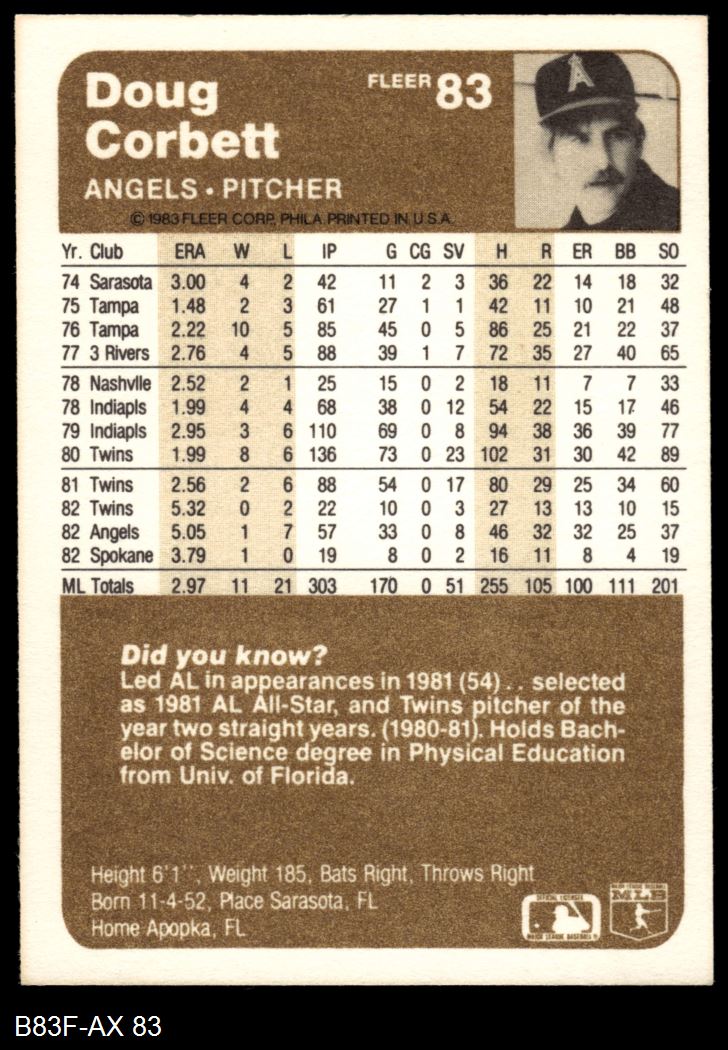 Doug
Corbett
FLEER 83
ANGELS • PITCHER
© 1983 FLEER CORP. PHILA. PRINTED IN U.S.A.
Yr. Club ERA W L IP G CG SV H R ER BB SO
74 Sarasota 3.00 4 2 42 11 2 3 36 22 14 18 32
75 Tampa 1.48 2 3 61 27 1 1 42 11 10 21 48
76 Tampa 2.22 10 5 85 45 0 5 86 25 21 22 37
77 3 Rivers 2.76 4 5 88 39 1 7 72 35 27 40 65
78 Nashvlle 2.52 2 1 25 15 0 2 18 11 7 7 33
78 Indiapls 1.99 4 4 68 38 0 12 54 22 15 17 46
79 Indiapls 2.95 3 6 110 69 0 8 94 38 36 39 77
80 Twins 1.99 8 6 136 73 0 23 102 31 30 42 89
81 Twins 2.56 2 6 88 54 0 17 80 29 25 34 60
82 Twins 5.32 0 2 22 10 0 3 27 13 13 10 15
82 Angels 5.05 1 7 57 33 0 8 46 32 32 25 37
82 Spokane 3.79 1 0 19 8 0 2 16 11 8 4 19
ML Totals 2.97 11 21 303 170 0 51 255 105 100 111 201
Did you know?
Led AL in appearances in 1981 (54) . . selected
as 1981 AL All-Star, and Twins pitcher of the
year two straight years. (1980-81). Holds Bach-
elor of Science degree in Physical Education
from Univ. of Florida.
Height 6'1'', Weight 185, Bats Right, Throws Right
Born 11-4-52, Place Sarasota, FL
Home Apopka, FL
OFFICIAL LICENSEE
MAJOR LEAGUE BASEBALL
B83F-AX 83